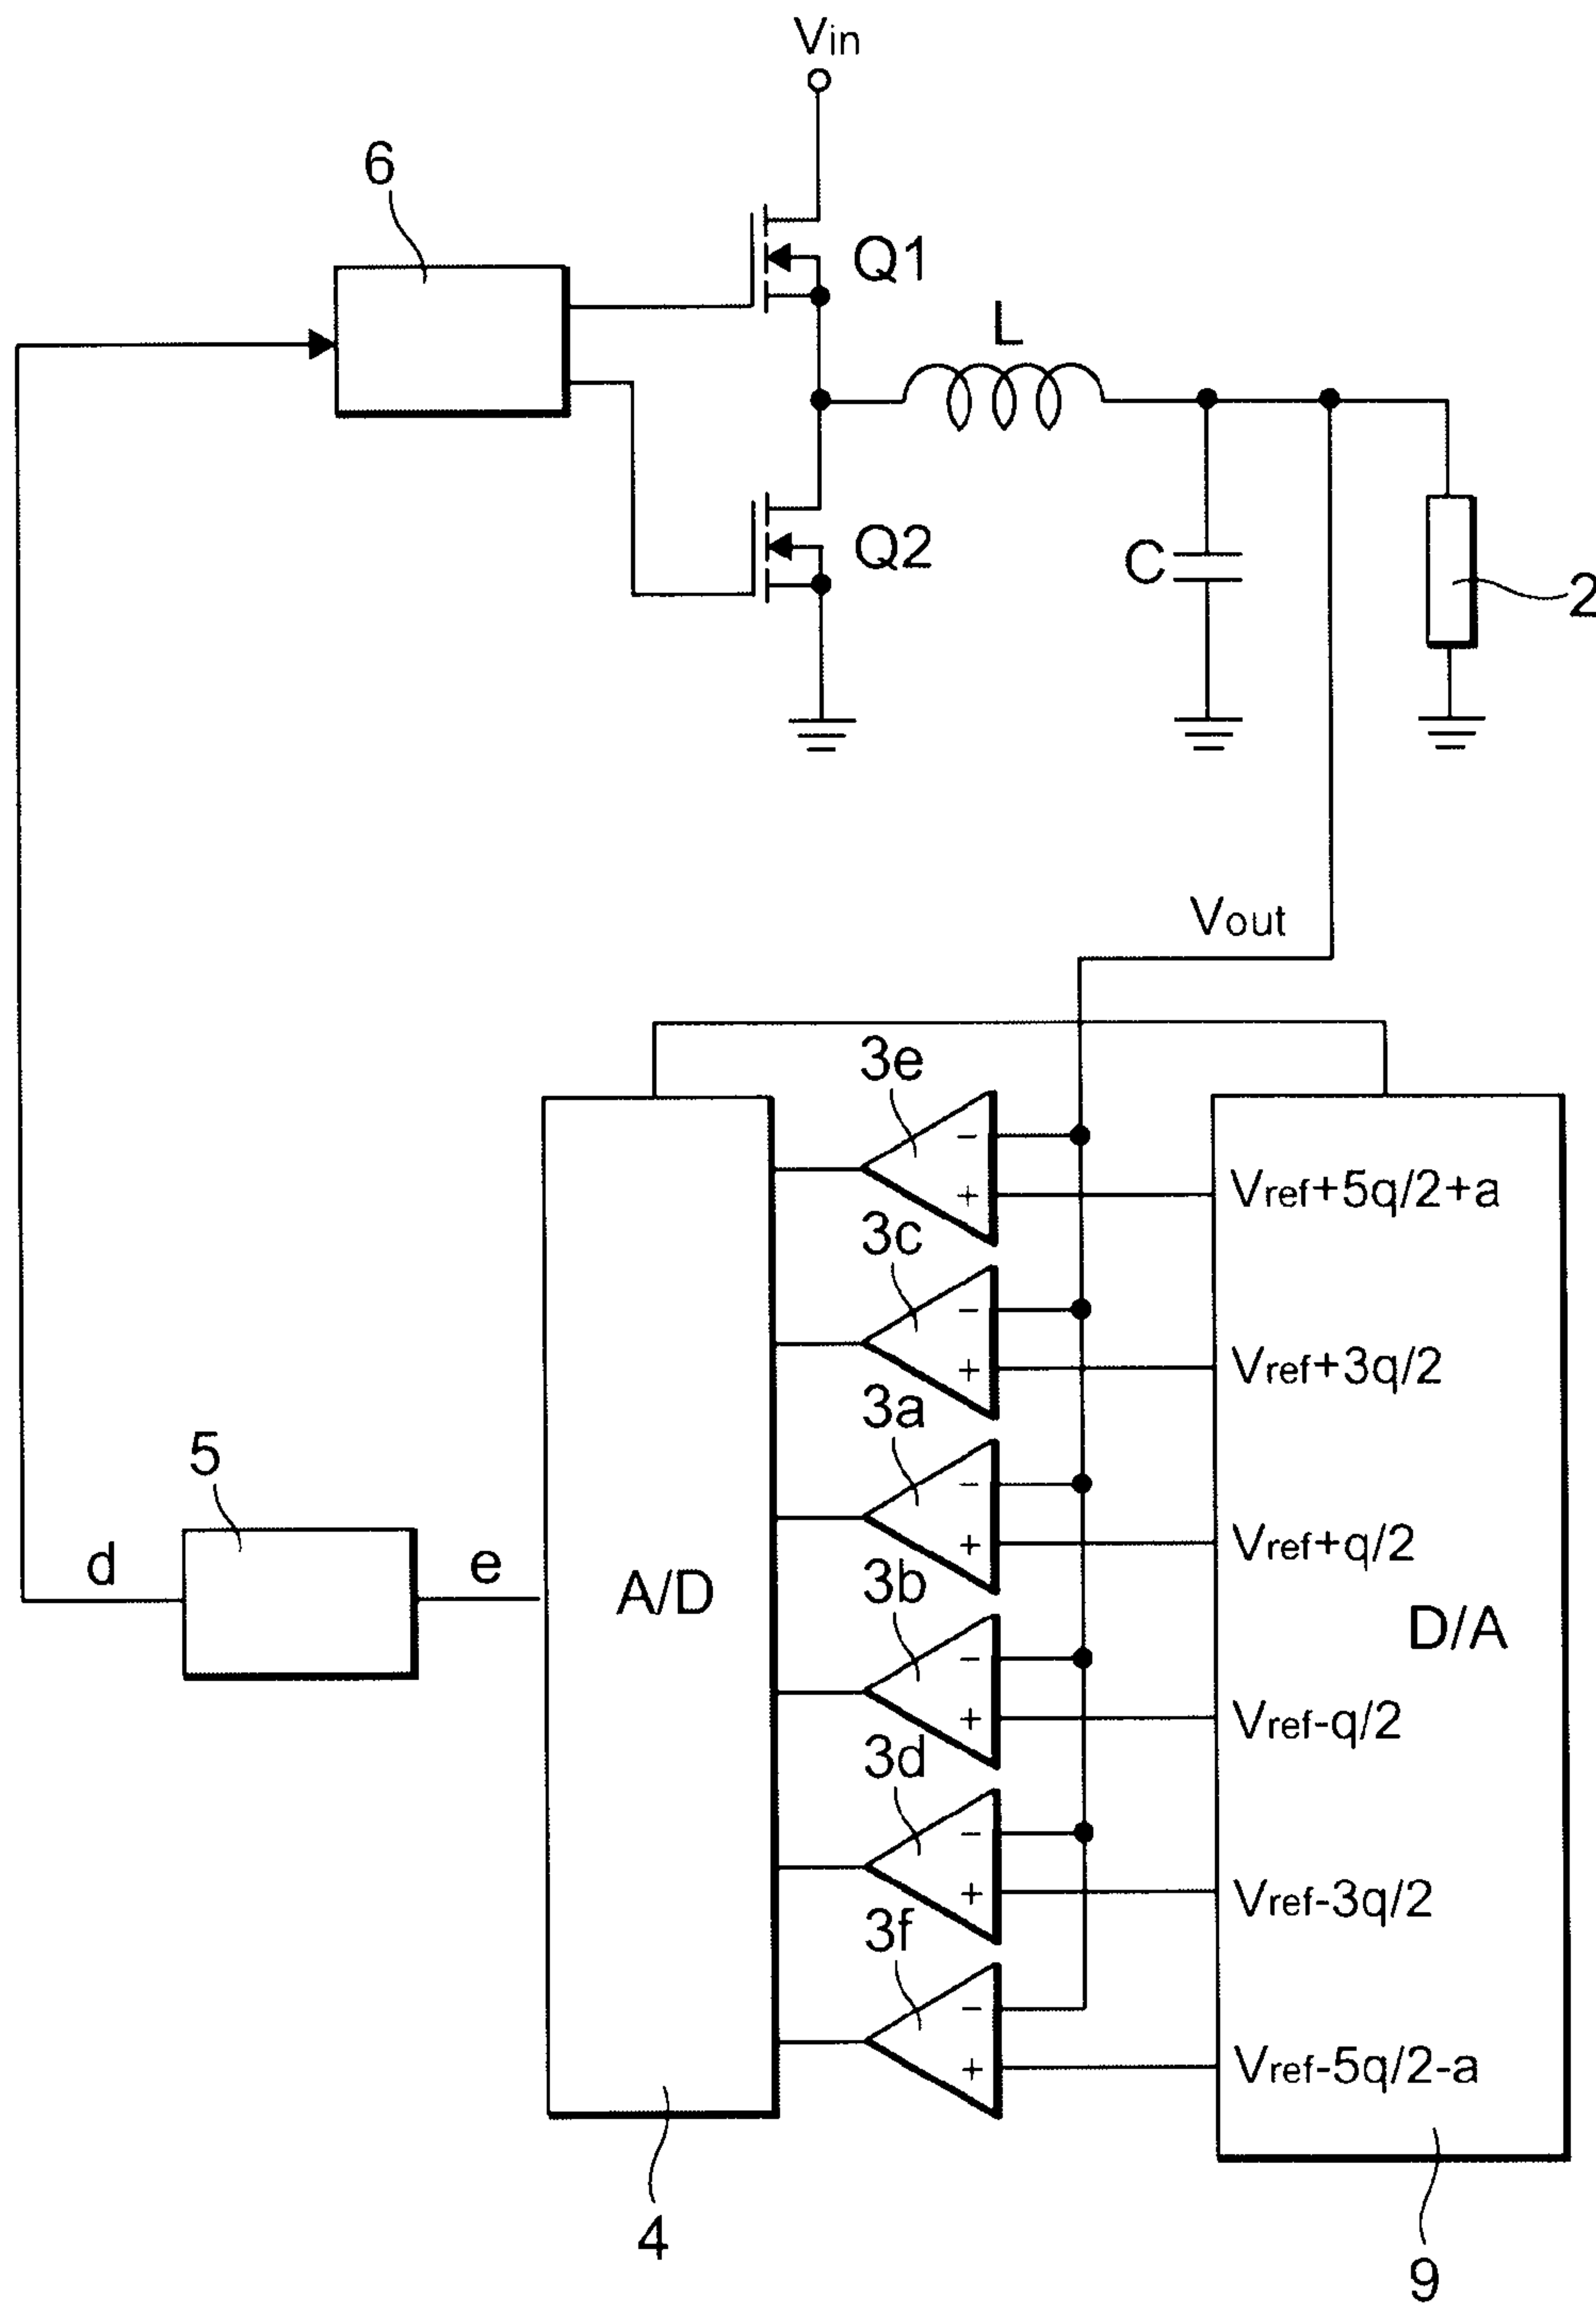 Vin
6
Q1
L
Q2
C
2
Vout
3e
−
+
Vref+5q/2+a
3c
−
+
Vref+3q/2
3a
−
+
Vref+q/2
5
d
e
A/D
3b
−
+
Vref-q/2
D/A
3d
−
+
Vref-3q/2
3f
−
+
Vref-5q/2-a
4
9